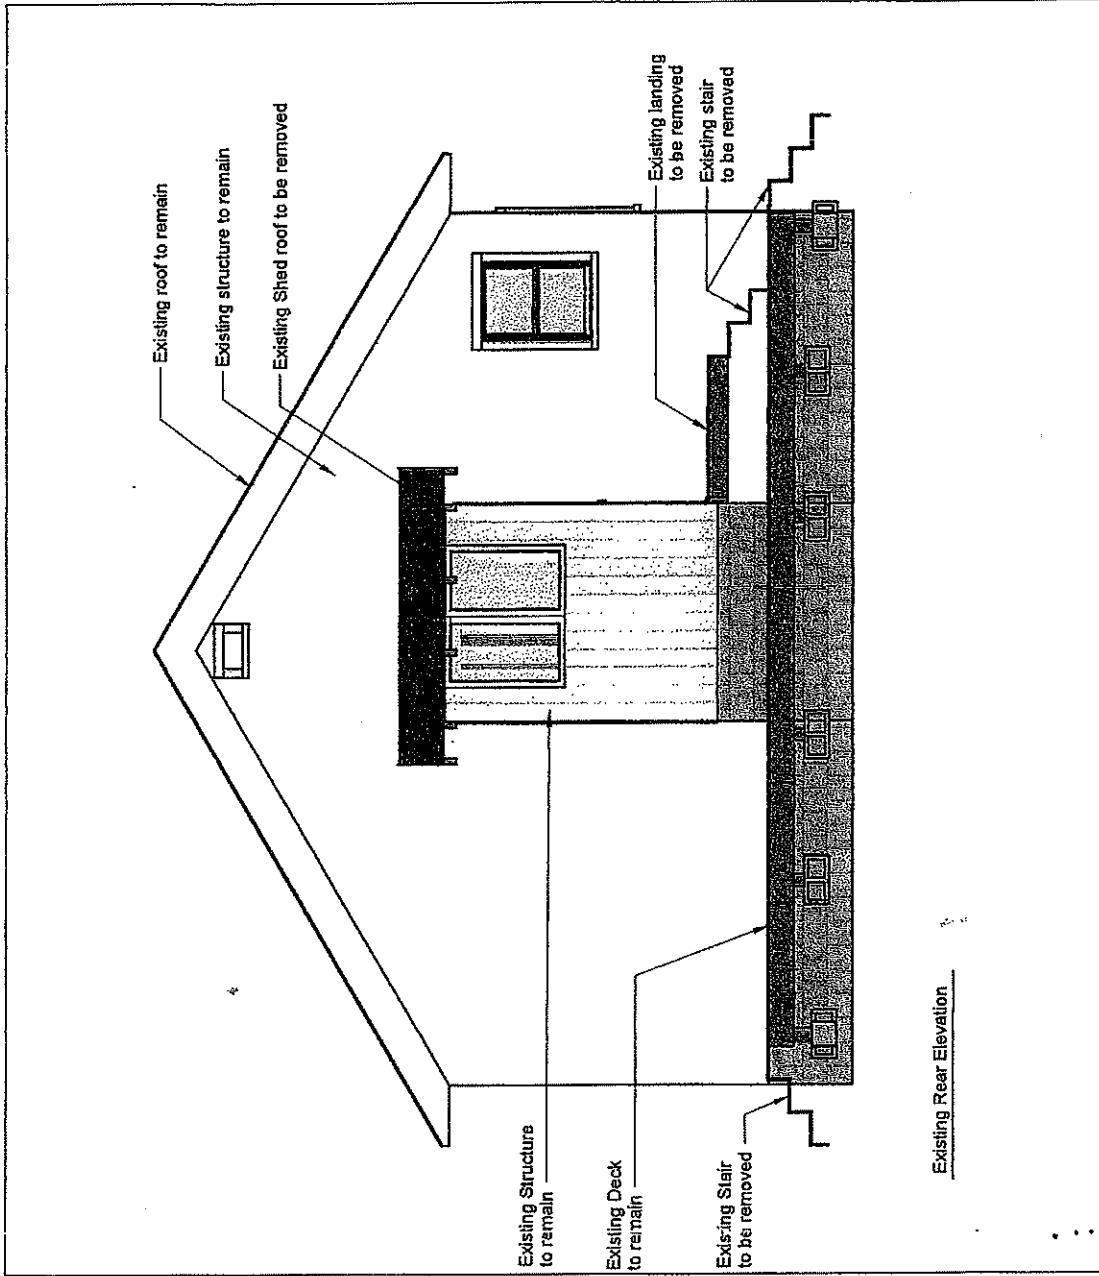 Existing roof to remain
Existing structure to remain
Existing Shed roof to be removed
Existing landing
to be removed
Existing stair
to be removed
Existing Structure
to remain
Existing Deck
to remain
Existing Stair
to be removed
Existing Rear Elevation